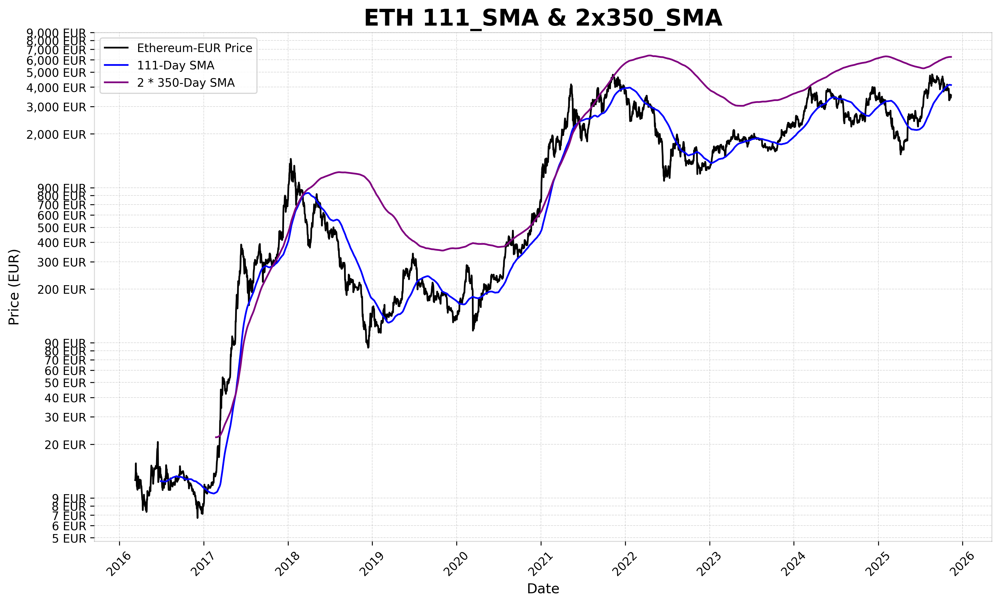 ETH 111_SMA & 2x350_SMA
9,000 EUR
8,000 EUR
7,000 EUR
6,000 EUR
5,000 EUR
4,000 EUR
3,000 EUR
2,000 EUR
900 EUR
800 EUR
700 EUR
600 EUR
500 EUR
400 EUR
300 EUR
200 EUR
90 EUR
80 EUR
70 EUR
60 EUR
50 EUR
40 EUR
30 EUR
20 EUR
9 EUR
8 EUR
7 EUR
6 EUR
5 EUR
Ethereum-EUR Price
111-Day SMA
2 * 350-Day SMA
Price (EUR)
2016
2017
2018
2019
2020
2021
2022
2023
2024
2025
2026
Date